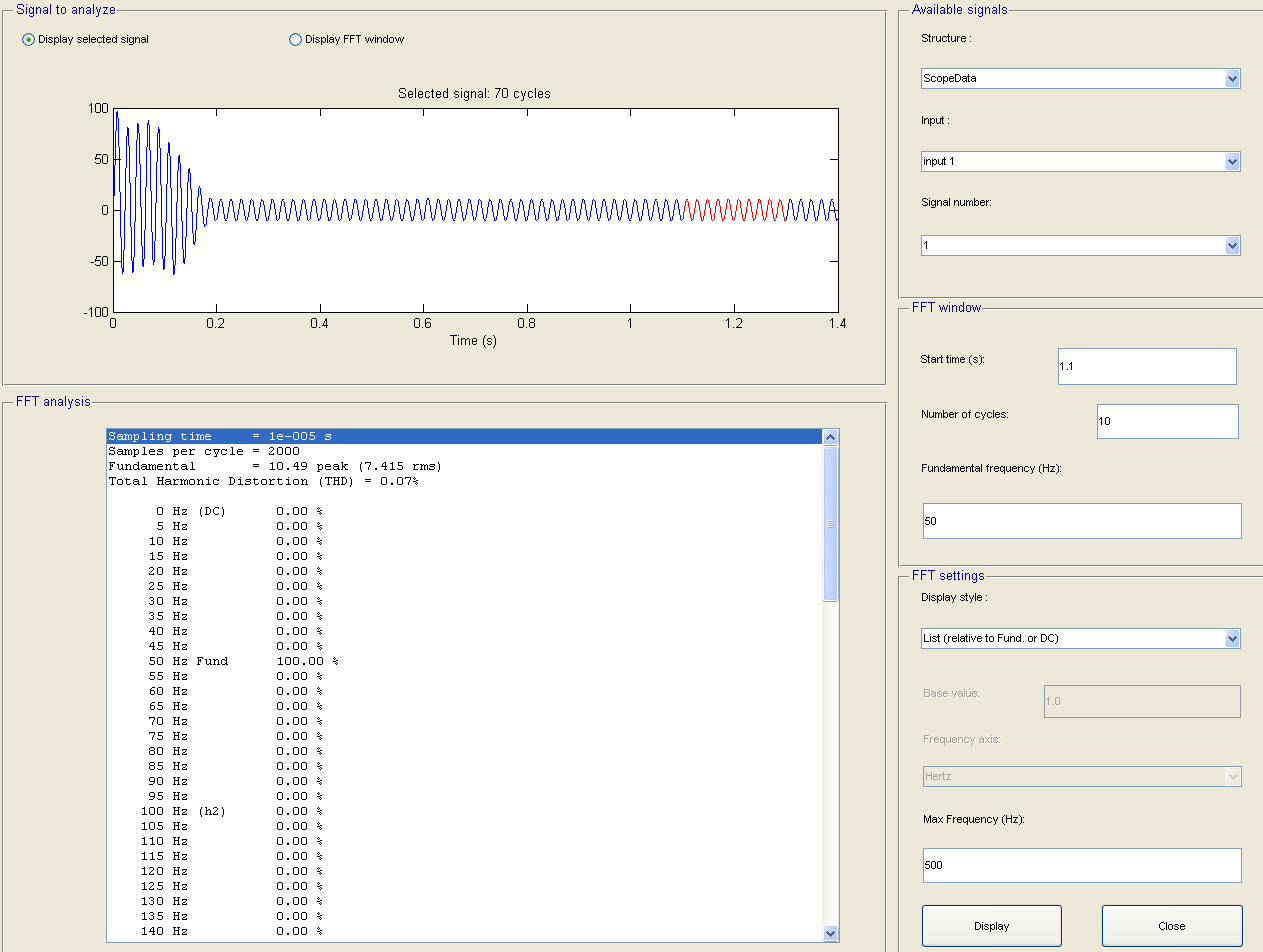 Signal to analyze
Display selected signal
Display FFT window
Selected signal: 70 cycles
100
50
0
-50
-100
0 0.2 0.4 0.6 0.8 1 1.2 1.4
Time (s)
FFT analysis
Sampling time = 1e-005 s
Samples per cycle = 2000
Fundamental = 10.49 peak (7.415 rms)
Total Harmonic Distortion (THD) = 0.07%
0 Hz (DC) 0.00 %
5 Hz 0.00 %
10 Hz 0.00 %
15 Hz 0.00 %
20 Hz 0.00 %
25 Hz 0.00 %
30 Hz 0.00 %
35 Hz 0.00 %
40 Hz 0.00 %
45 Hz 0.00 %
50 Hz Fund 100.00 %
55 Hz 0.00 %
60 Hz 0.00 %
65 Hz 0.00 %
70 Hz 0.00 %
75 Hz 0.00 %
80 Hz 0.00 %
85 Hz 0.00 %
90 Hz 0.00 %
95 Hz 0.00 %
100 Hz (h2) 0.00 %
105 Hz 0.00 %
110 Hz 0.00 %
115 Hz 0.00 %
120 Hz 0.00 %
125 Hz 0.00 %
130 Hz 0.00 %
135 Hz 0.00 %
140 Hz 0.00 %
Available signals
Structure :
ScopeData
Input :
input 1
Signal number:
1
FFT window
Start time (s):
1.1
Number of cycles:
10
Fundamental frequency (Hz):
50
FFT settings
Display style :
List (relative to Fund. or DC)
Base value:
1.0
Frequency axis:
Hertz
Max Frequency (Hz):
500
Display
Close